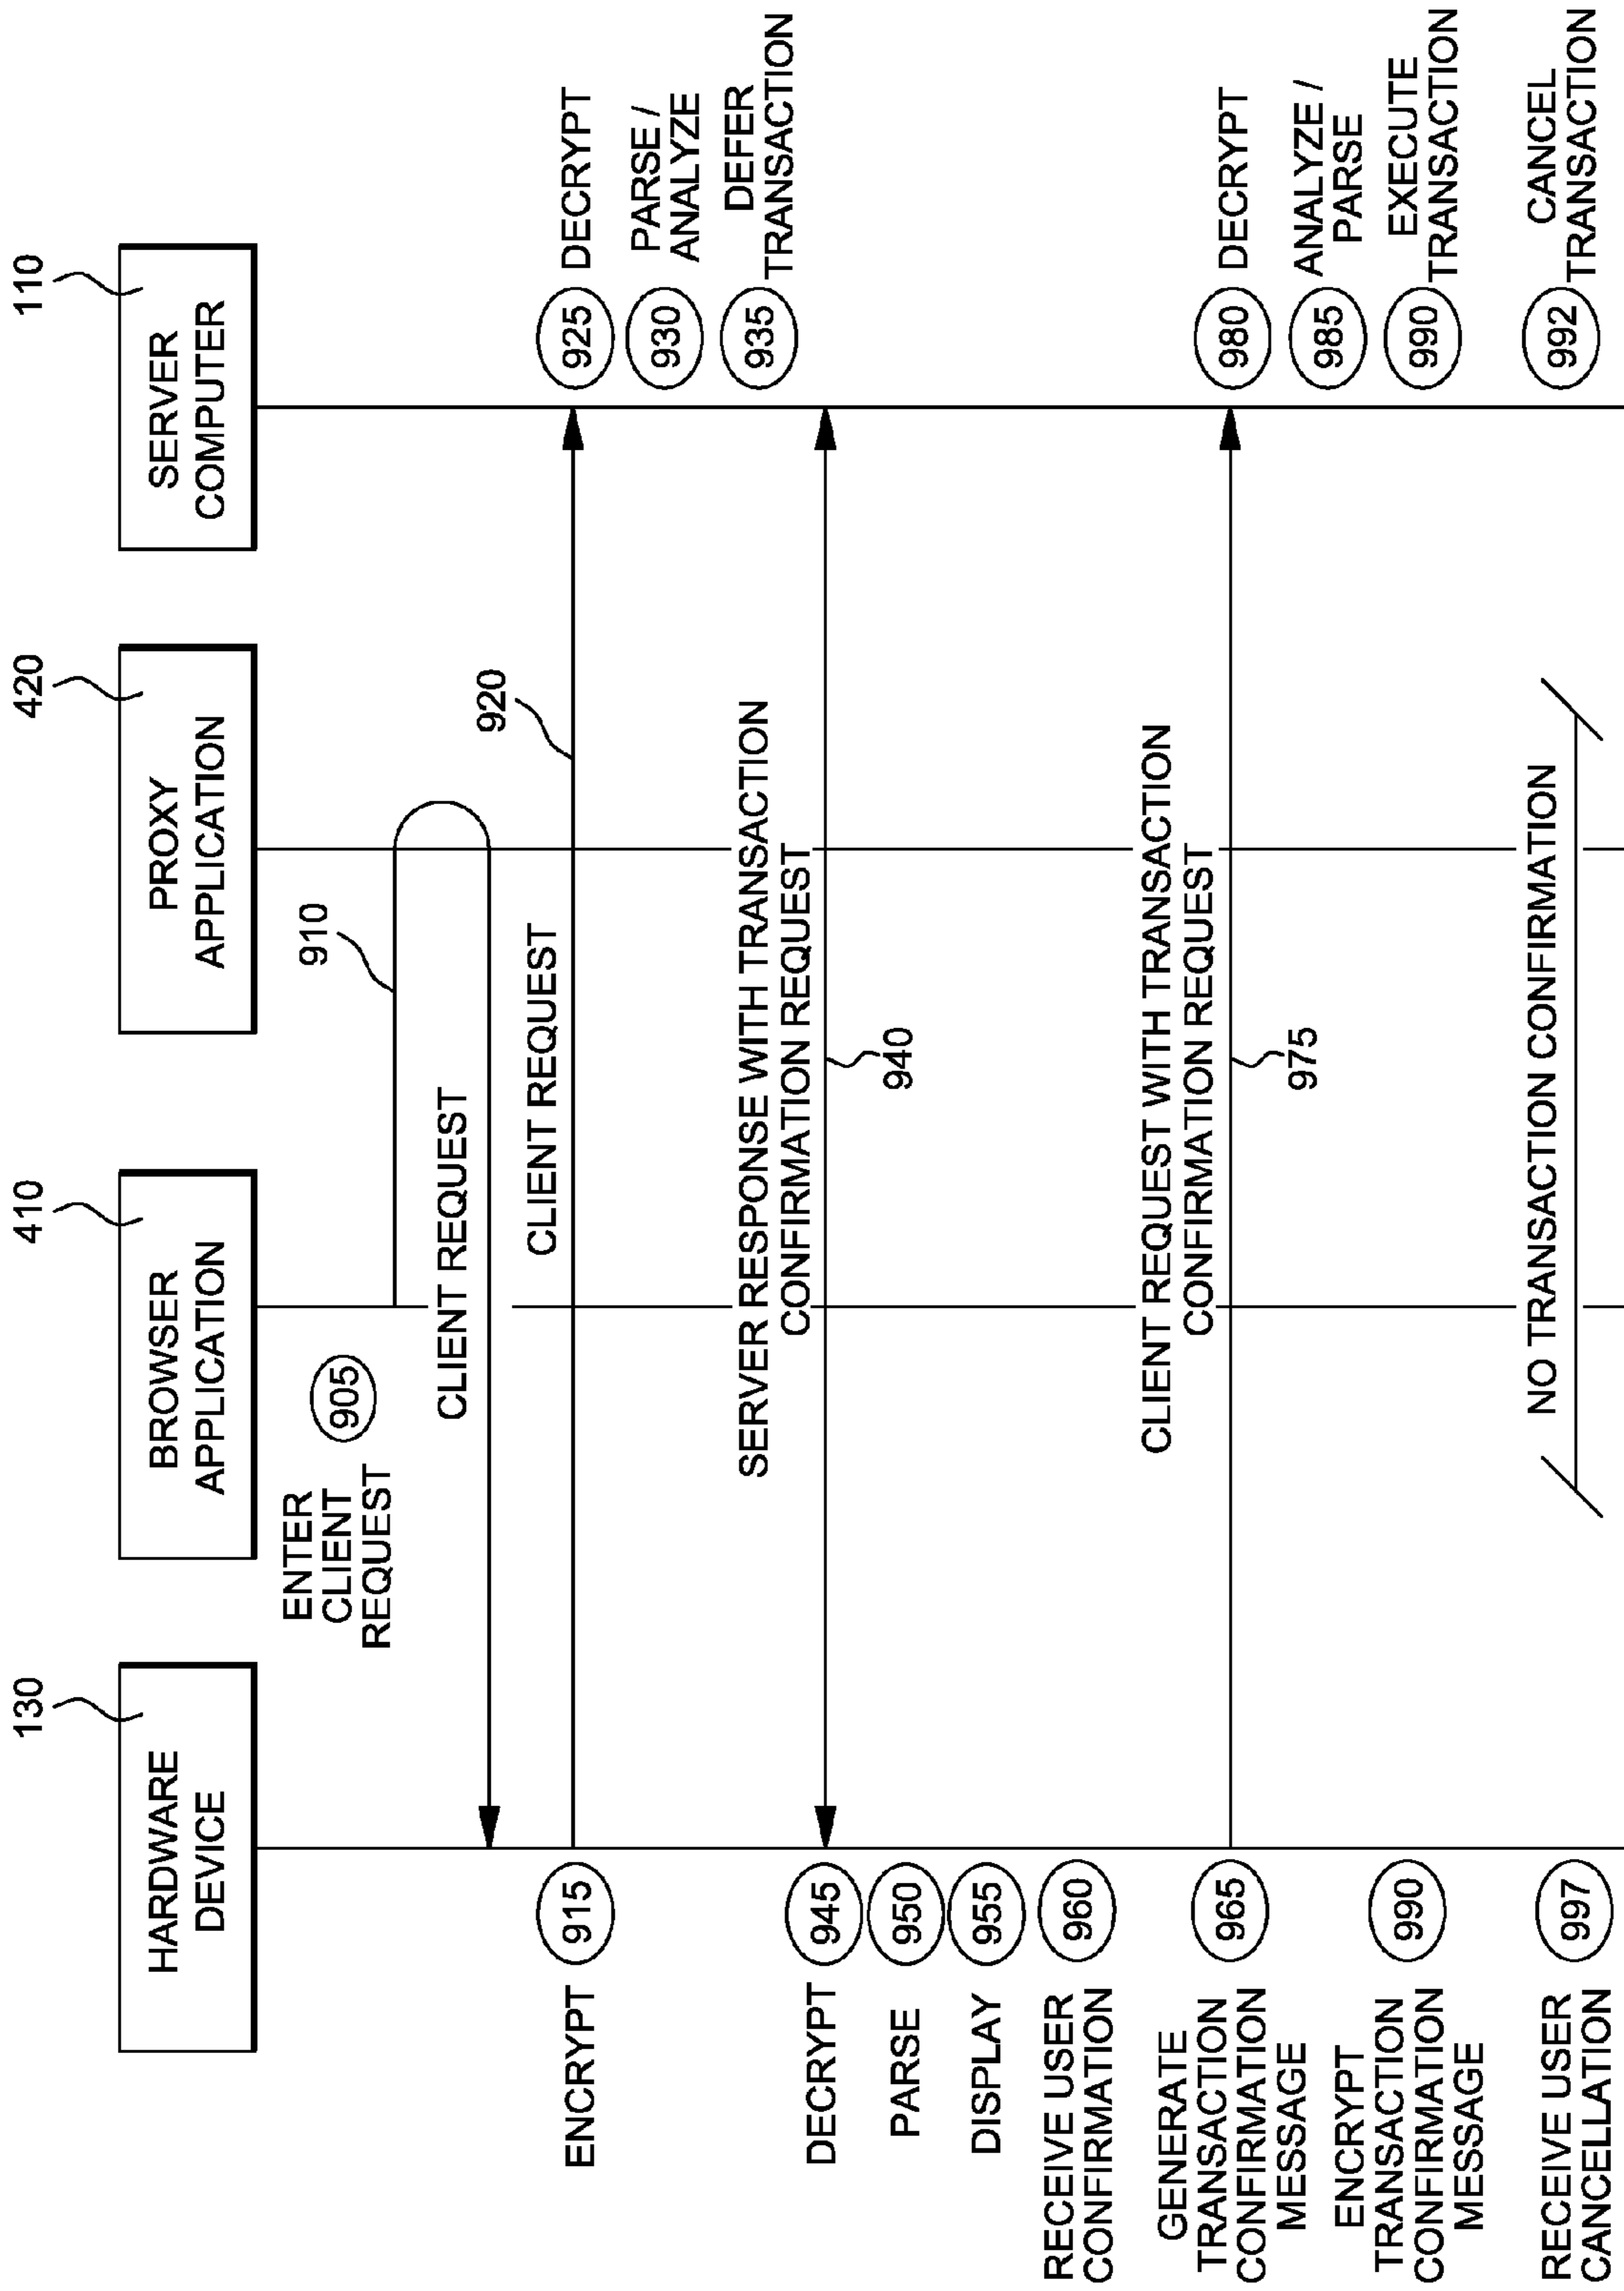 130
HARDWARE
DEVICE
410
BROWSER
APPLICATION
420
PROXY
APPLICATION
110
SERVER
COMPUTER
ENTER
CLIENT
REQUEST
905
910
CLIENT REQUEST
920
CLIENT REQUEST
ENCRYPT
915
925
DECRYPT
930
PARSE /
ANALYZE
935
DEFER
TRANSACTION
SERVER RESPONSE WITH TRANSACTION
CONFIRMATION REQUEST
940
DECRYPT
945
PARSE
950
DISPLAY
955
RECEIVE USER
CONFIRMATION
960
CLIENT REQUEST WITH TRANSACTION
CONFIRMATION REQUEST
975
GENERATE
TRANSACTION
CONFIRMATION
MESSAGE
965
980
DECRYPT
985
ANALYZE /
PARSE
ENCRYPT
TRANSACTION
CONFIRMATION
MESSAGE
990
990
EXECUTE
TRANSACTION
NO TRANSACTION CONFIRMATION
RECEIVE USER
CANCELLATION
997
992
CANCEL
TRANSACTION